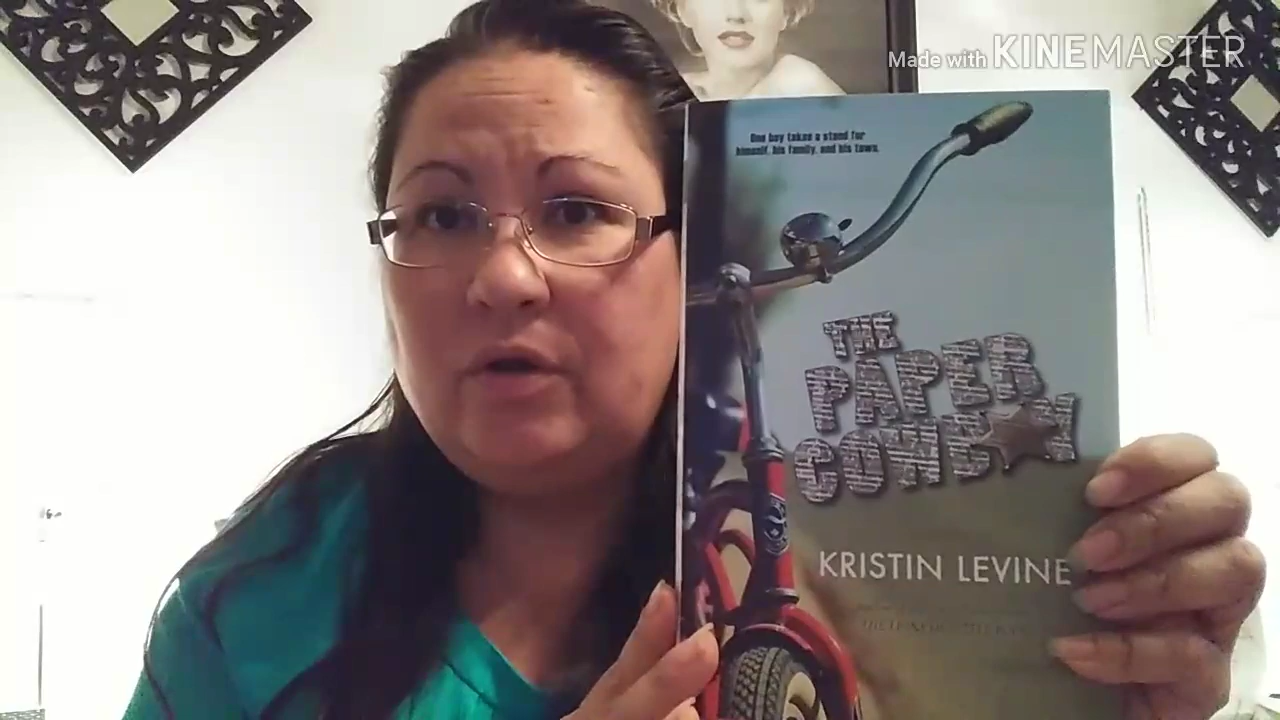 Made with KINEMASTER
One boy takes a stand for
himself, his family, and his town.
THE
PAPER
COWBOY
KRISTIN LEVINE